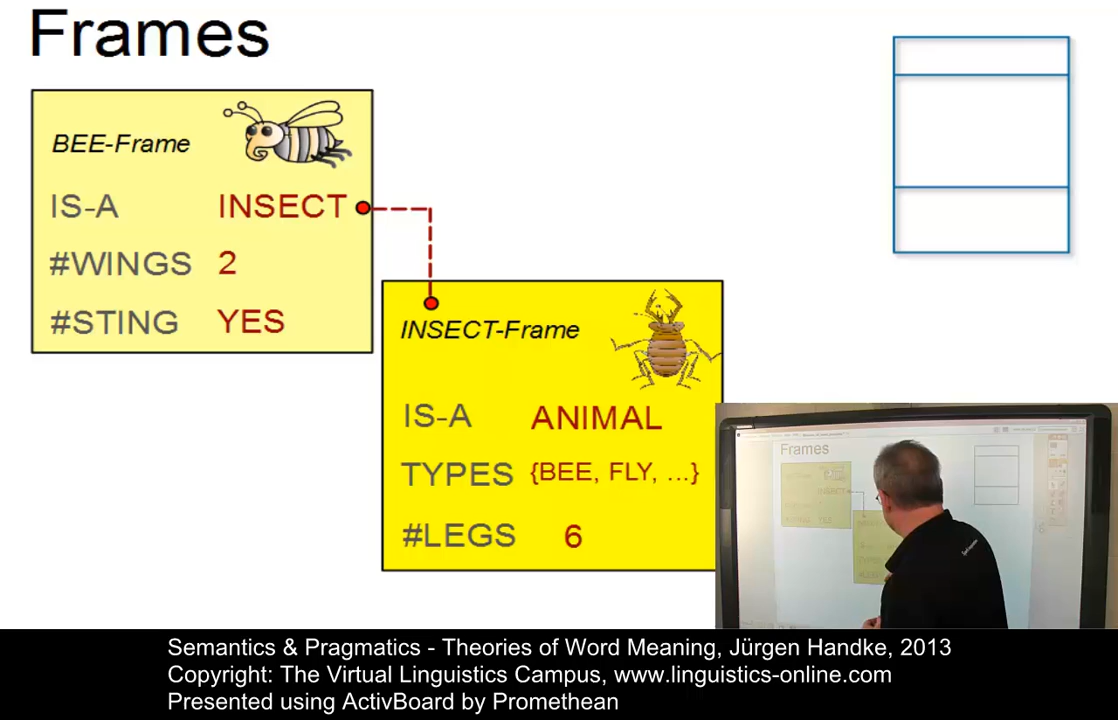 Frames
BEE-Frame
IS-A INSECT
#WINGS 2
#STING YES
INSECT-Frame
IS-A ANIMAL
TYPES {BEE, FLY, ...}
#LEGS 6
Frames
INSECT
Semantics & Pragmatics - Theories of Word Meaning, Jürgen Handke, 2013
Copyright: The Virtual Linguistics Campus, www.linguistics-online.com
Presented using ActivBoard by Promethean